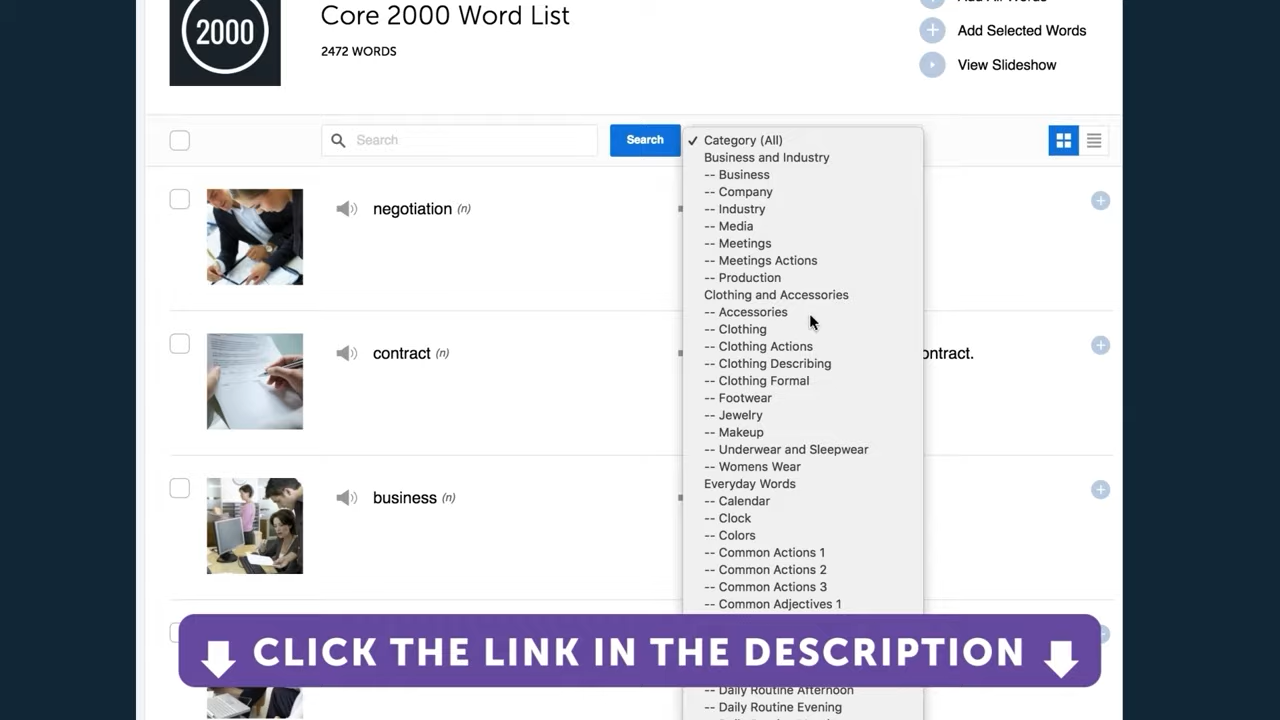 2000
Core 2000 Word List
2472 WORDS
Add Selected Words
View Slideshow
Search
Search
✓ Category (All)
Business and Industry
-- Business
-- Company
-- Industry
-- Media
-- Meetings
-- Meetings Actions
-- Production
Clothing and Accessories
-- Accessories
-- Clothing
-- Clothing Actions
-- Clothing Describing
-- Clothing Formal
-- Footwear
-- Jewelry
-- Makeup
-- Underwear and Sleepwear
-- Womens Wear
Everyday Words
-- Calendar
-- Clock
-- Colors
-- Common Actions 1
-- Common Actions 2
-- Common Actions 3
-- Common Adjectives 1
-- Daily Routine Afternoon
-- Daily Routine Evening
negotiation (n)
contract (n)
ontract.
business (n)
CLICK THE LINK IN THE DESCRIPTION